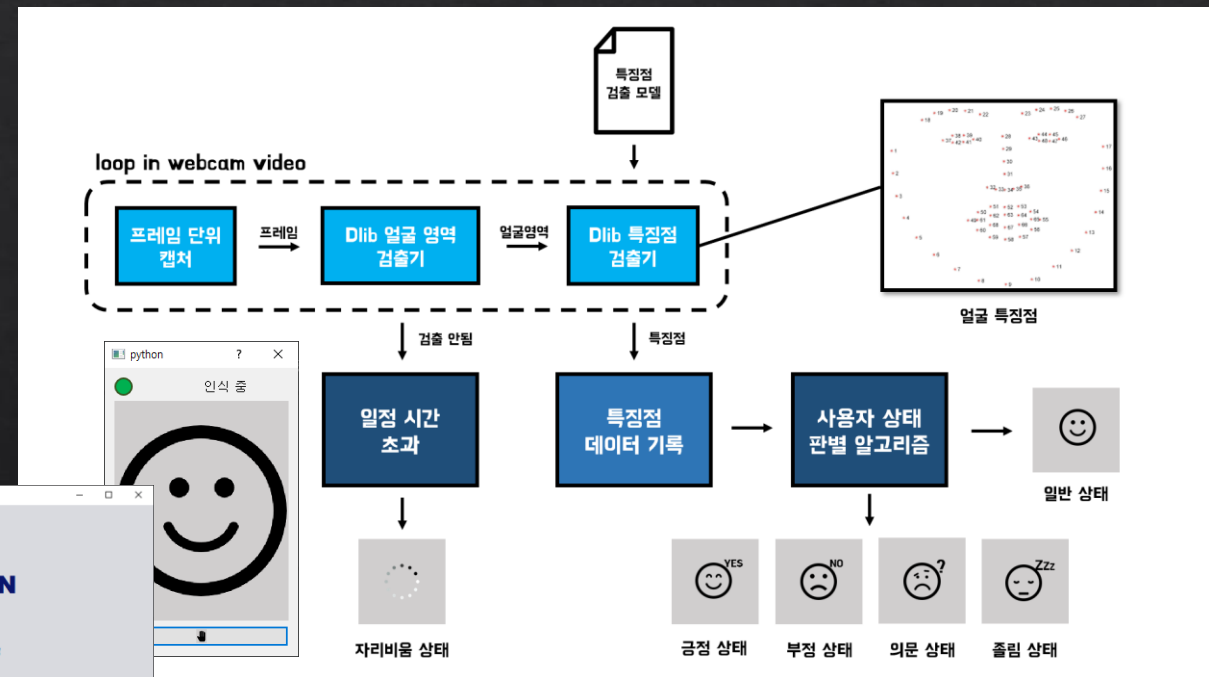 특징점
검출 모델
loop in webcam video
프레임 단위
캡처
프레임
Dlib 얼굴 영역
검출기
얼굴영역
Dlib 특징점
검출기
얼굴 특징점
검출 안됨
특징점
python
?
인식 중
일정 시간
초과
특징점
데이터 기록
사용자 상태
판별 알고리즘
일반 상태
N
YES
NO
?
ZZz
자리비움 상태
긍정 상태
부정 상태
의문 상태
졸림 상태